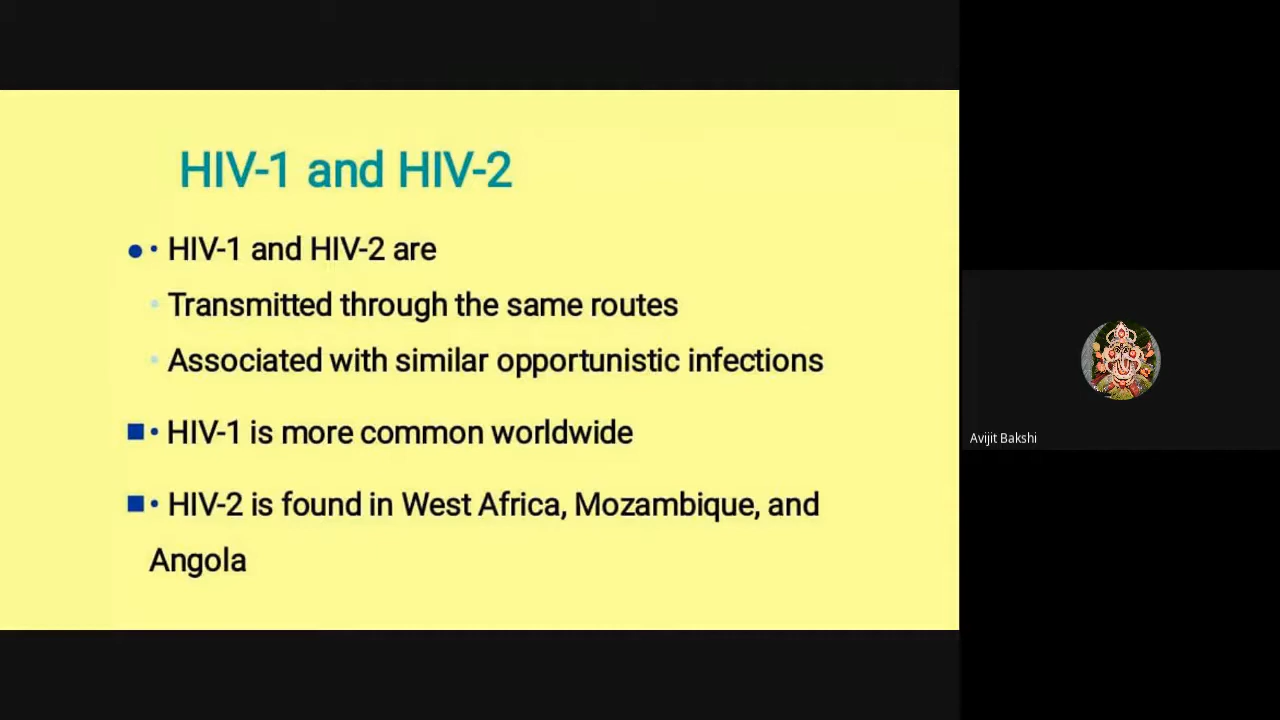 HIV-1 and HIV-2
• HIV-1 and HIV-2 are
• Transmitted through the same routes
• Associated with similar opportunistic infections
• HIV-1 is more common worldwide
• HIV-2 is found in West Africa, Mozambique, and
Angola
Avijit Bakshi